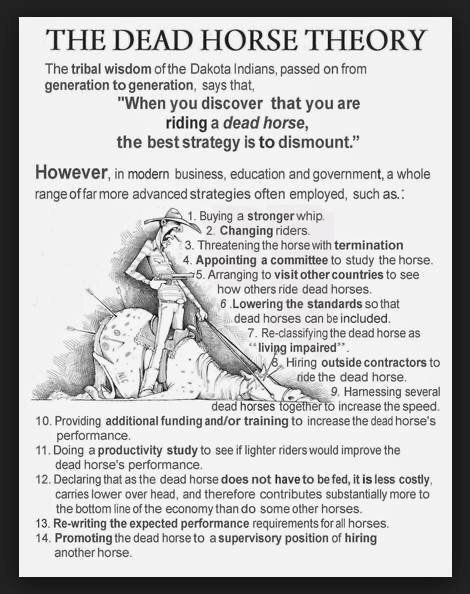 THE DEAD HORSE THEORY
The tribal wisdom of the Dakota Indians, passed on from
generation to generation, says that,
"When you discover that you are
riding a dead horse,
the best strategy is to dismount.”
However, in modern business, education and government, a whole
range of far more advanced strategies often employed, such as.:
1. Buying a stronger whip.
2. Changing riders.
3. Threatening the horse with termination
4. Appointing a committee to study the horse.
5. Arranging to visit other countries to see
how others ride dead horses.
6 .Lowering the standards so that
dead horses can be included.
7. Re-classifying the dead horse as
“living impaired”.
8. Hiring outside contractors to
ride the dead horse.
9. Harnessing several
dead horses together to increase the speed.
10. Providing additional funding and/or training to increase the dead horse's
performance.
11. Doing a productivity study to see if lighter riders would improve the
dead horse's performance.
12. Declaring that as the dead horse does not have to be fed, it is less costly,
carries lower over head, and therefore contributes substantially more to
the bottom line of the economy than do some other horses.
13. Re-writing the expected performance requirements for all horses.
14. Promoting the dead horse to a supervisory position of hiring
another horse.